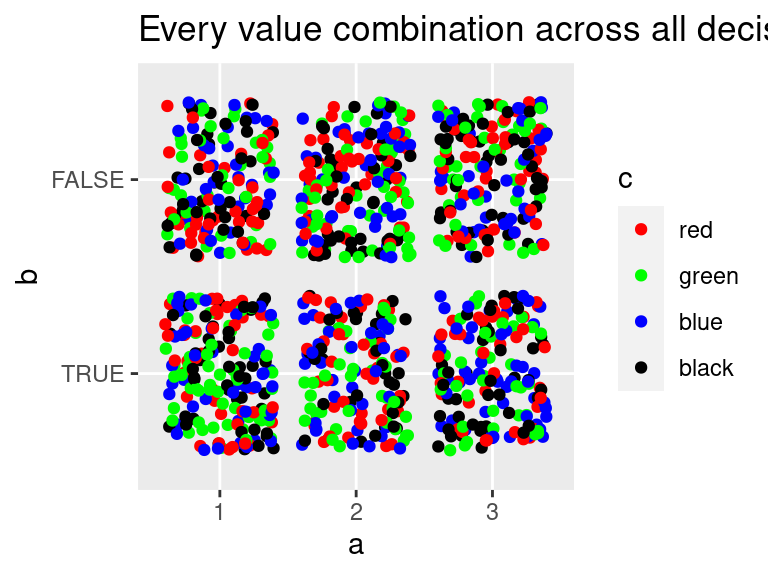 Every value combination across all decis
FALSE
TRUE
b
1 2 3
a
c
red
green
blue
black